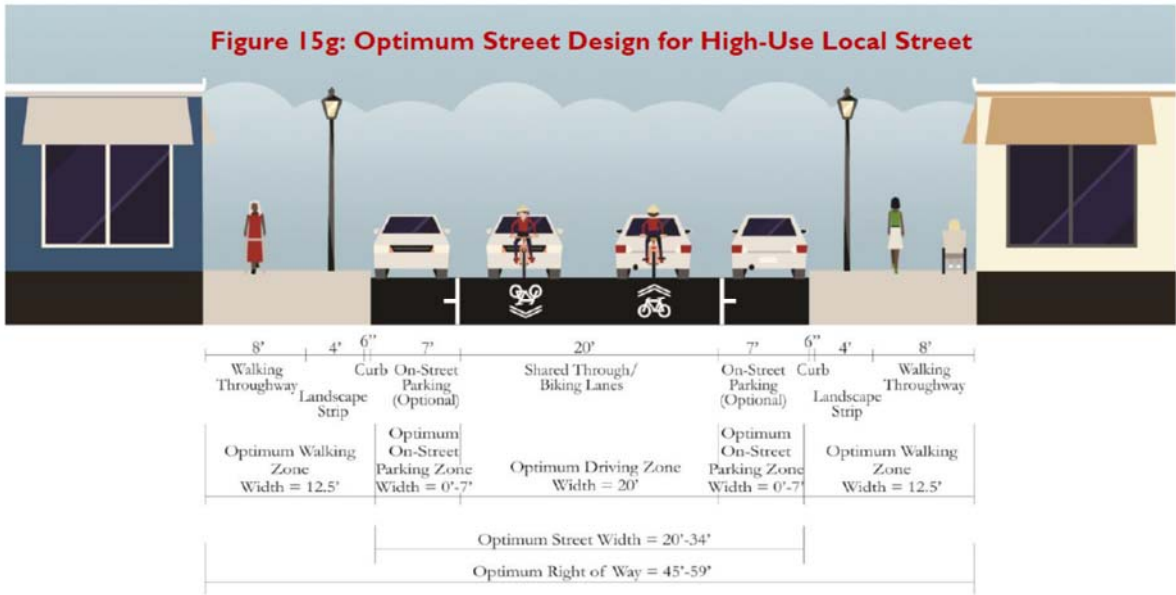 Figure 15g: Optimum Street Design for High-Use Local Street
8' 4' 6" 7' 20' 7' 6" 4' 8'
Walking
Throughway
Landscape
Strip
Curb
On-Street
Parking
(Optional)
Shared Through/
Biking Lanes
On-Street
Parking
(Optional)
Curb
Landscape
Strip
Walking
Throughway
Optimum Walking
Zone
Width = 12.5'
Optimum
On-Street
Parking Zone
Width = 0'-7'
Optimum Driving Zone
Width = 20'
Optimum
On-Street
Parking Zone
Width = 0'-7'
Optimum Walking
Zone
Width = 12.5'
Optimum Street Width = 20'-34'
Optimum Right of Way = 45'-59'